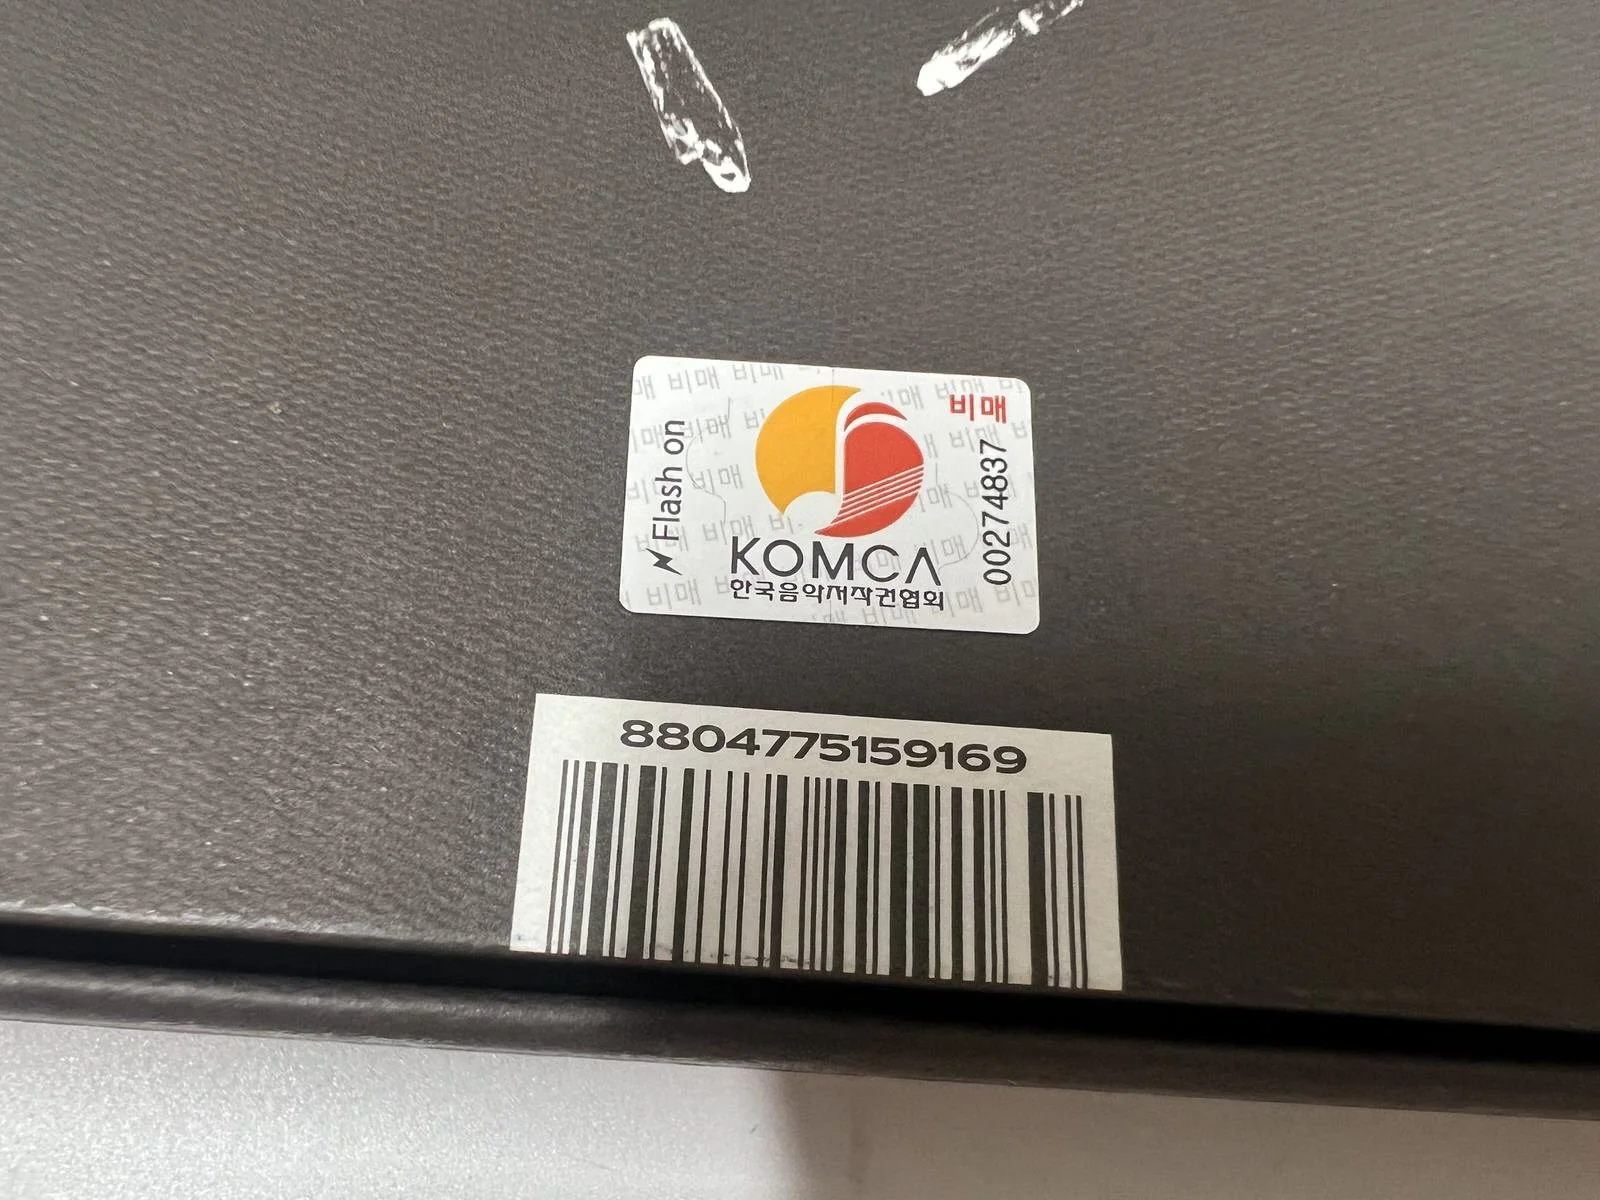 비매
Flash on
00274837
KOMCA
한국음악저작권협회
8804775159169